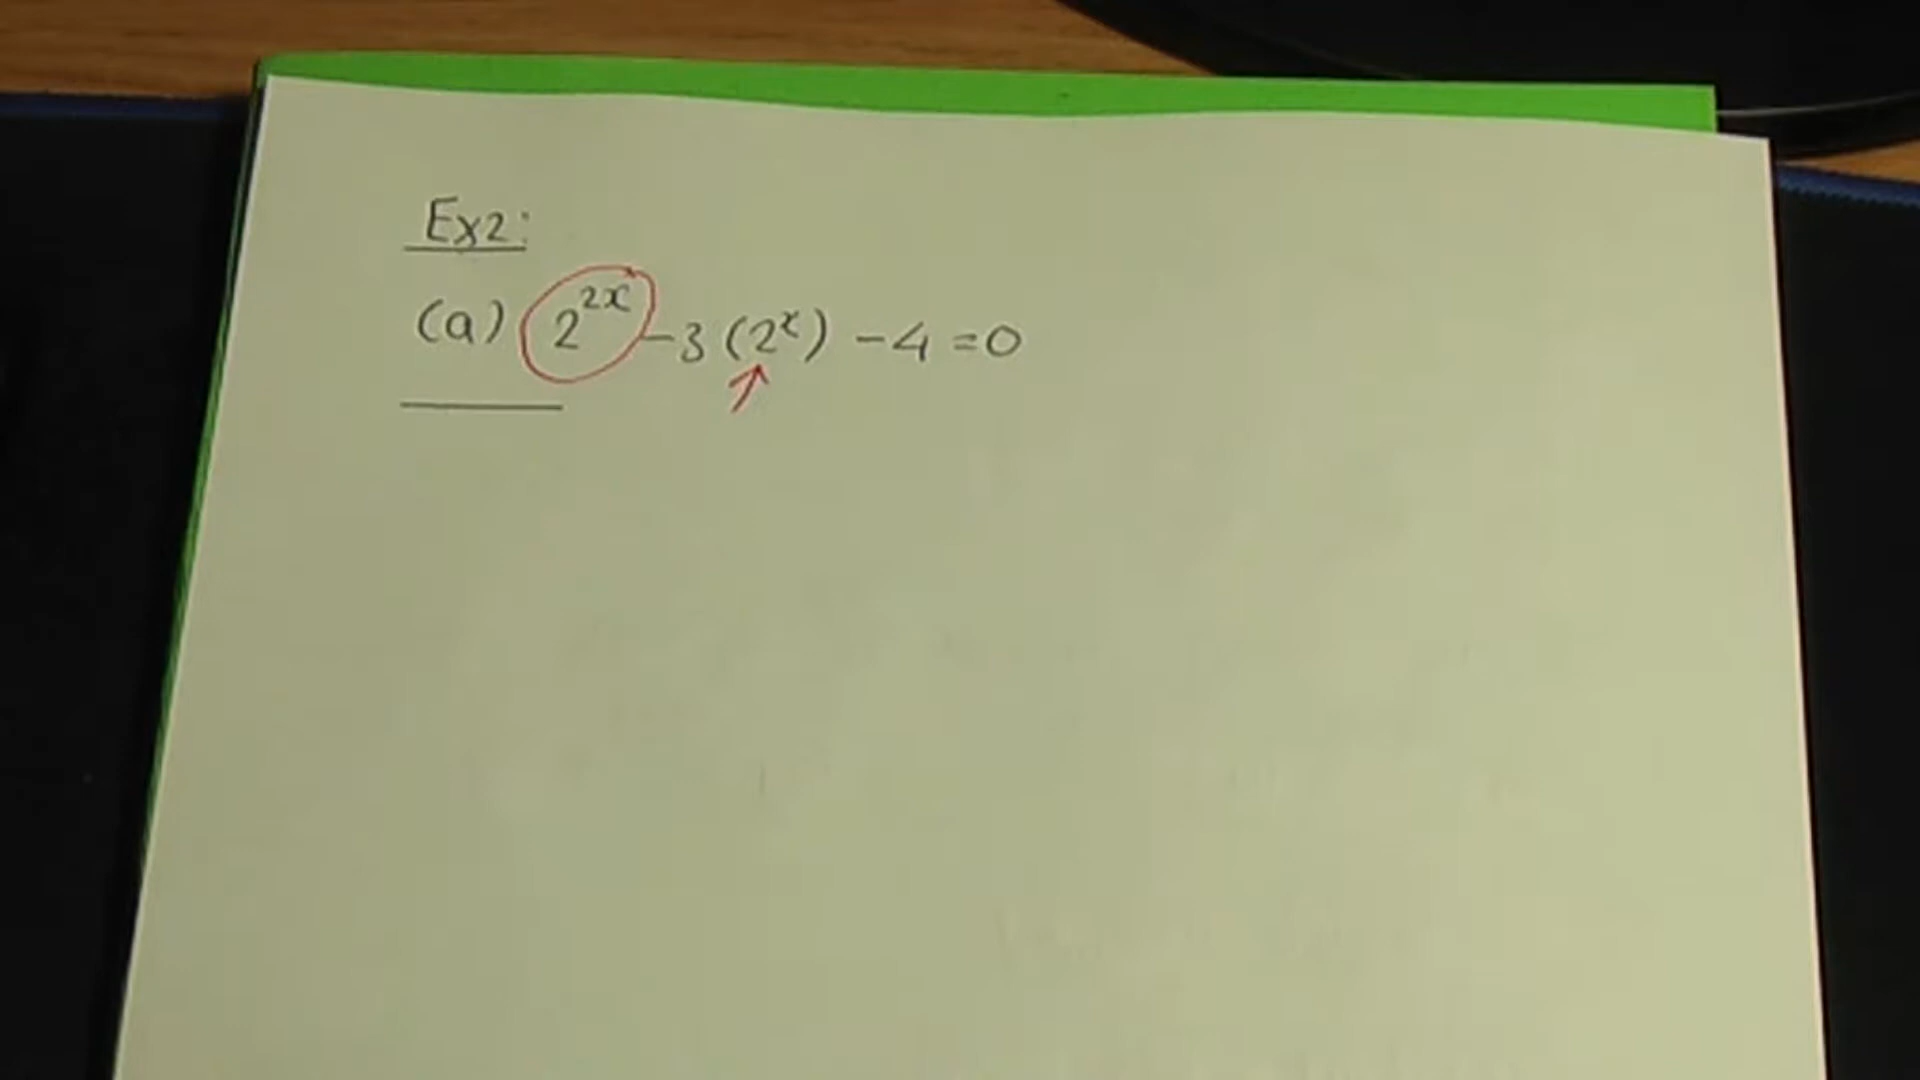 Ex2:
(a) 2^{2x} - 3 (2^x) - 4 = 0